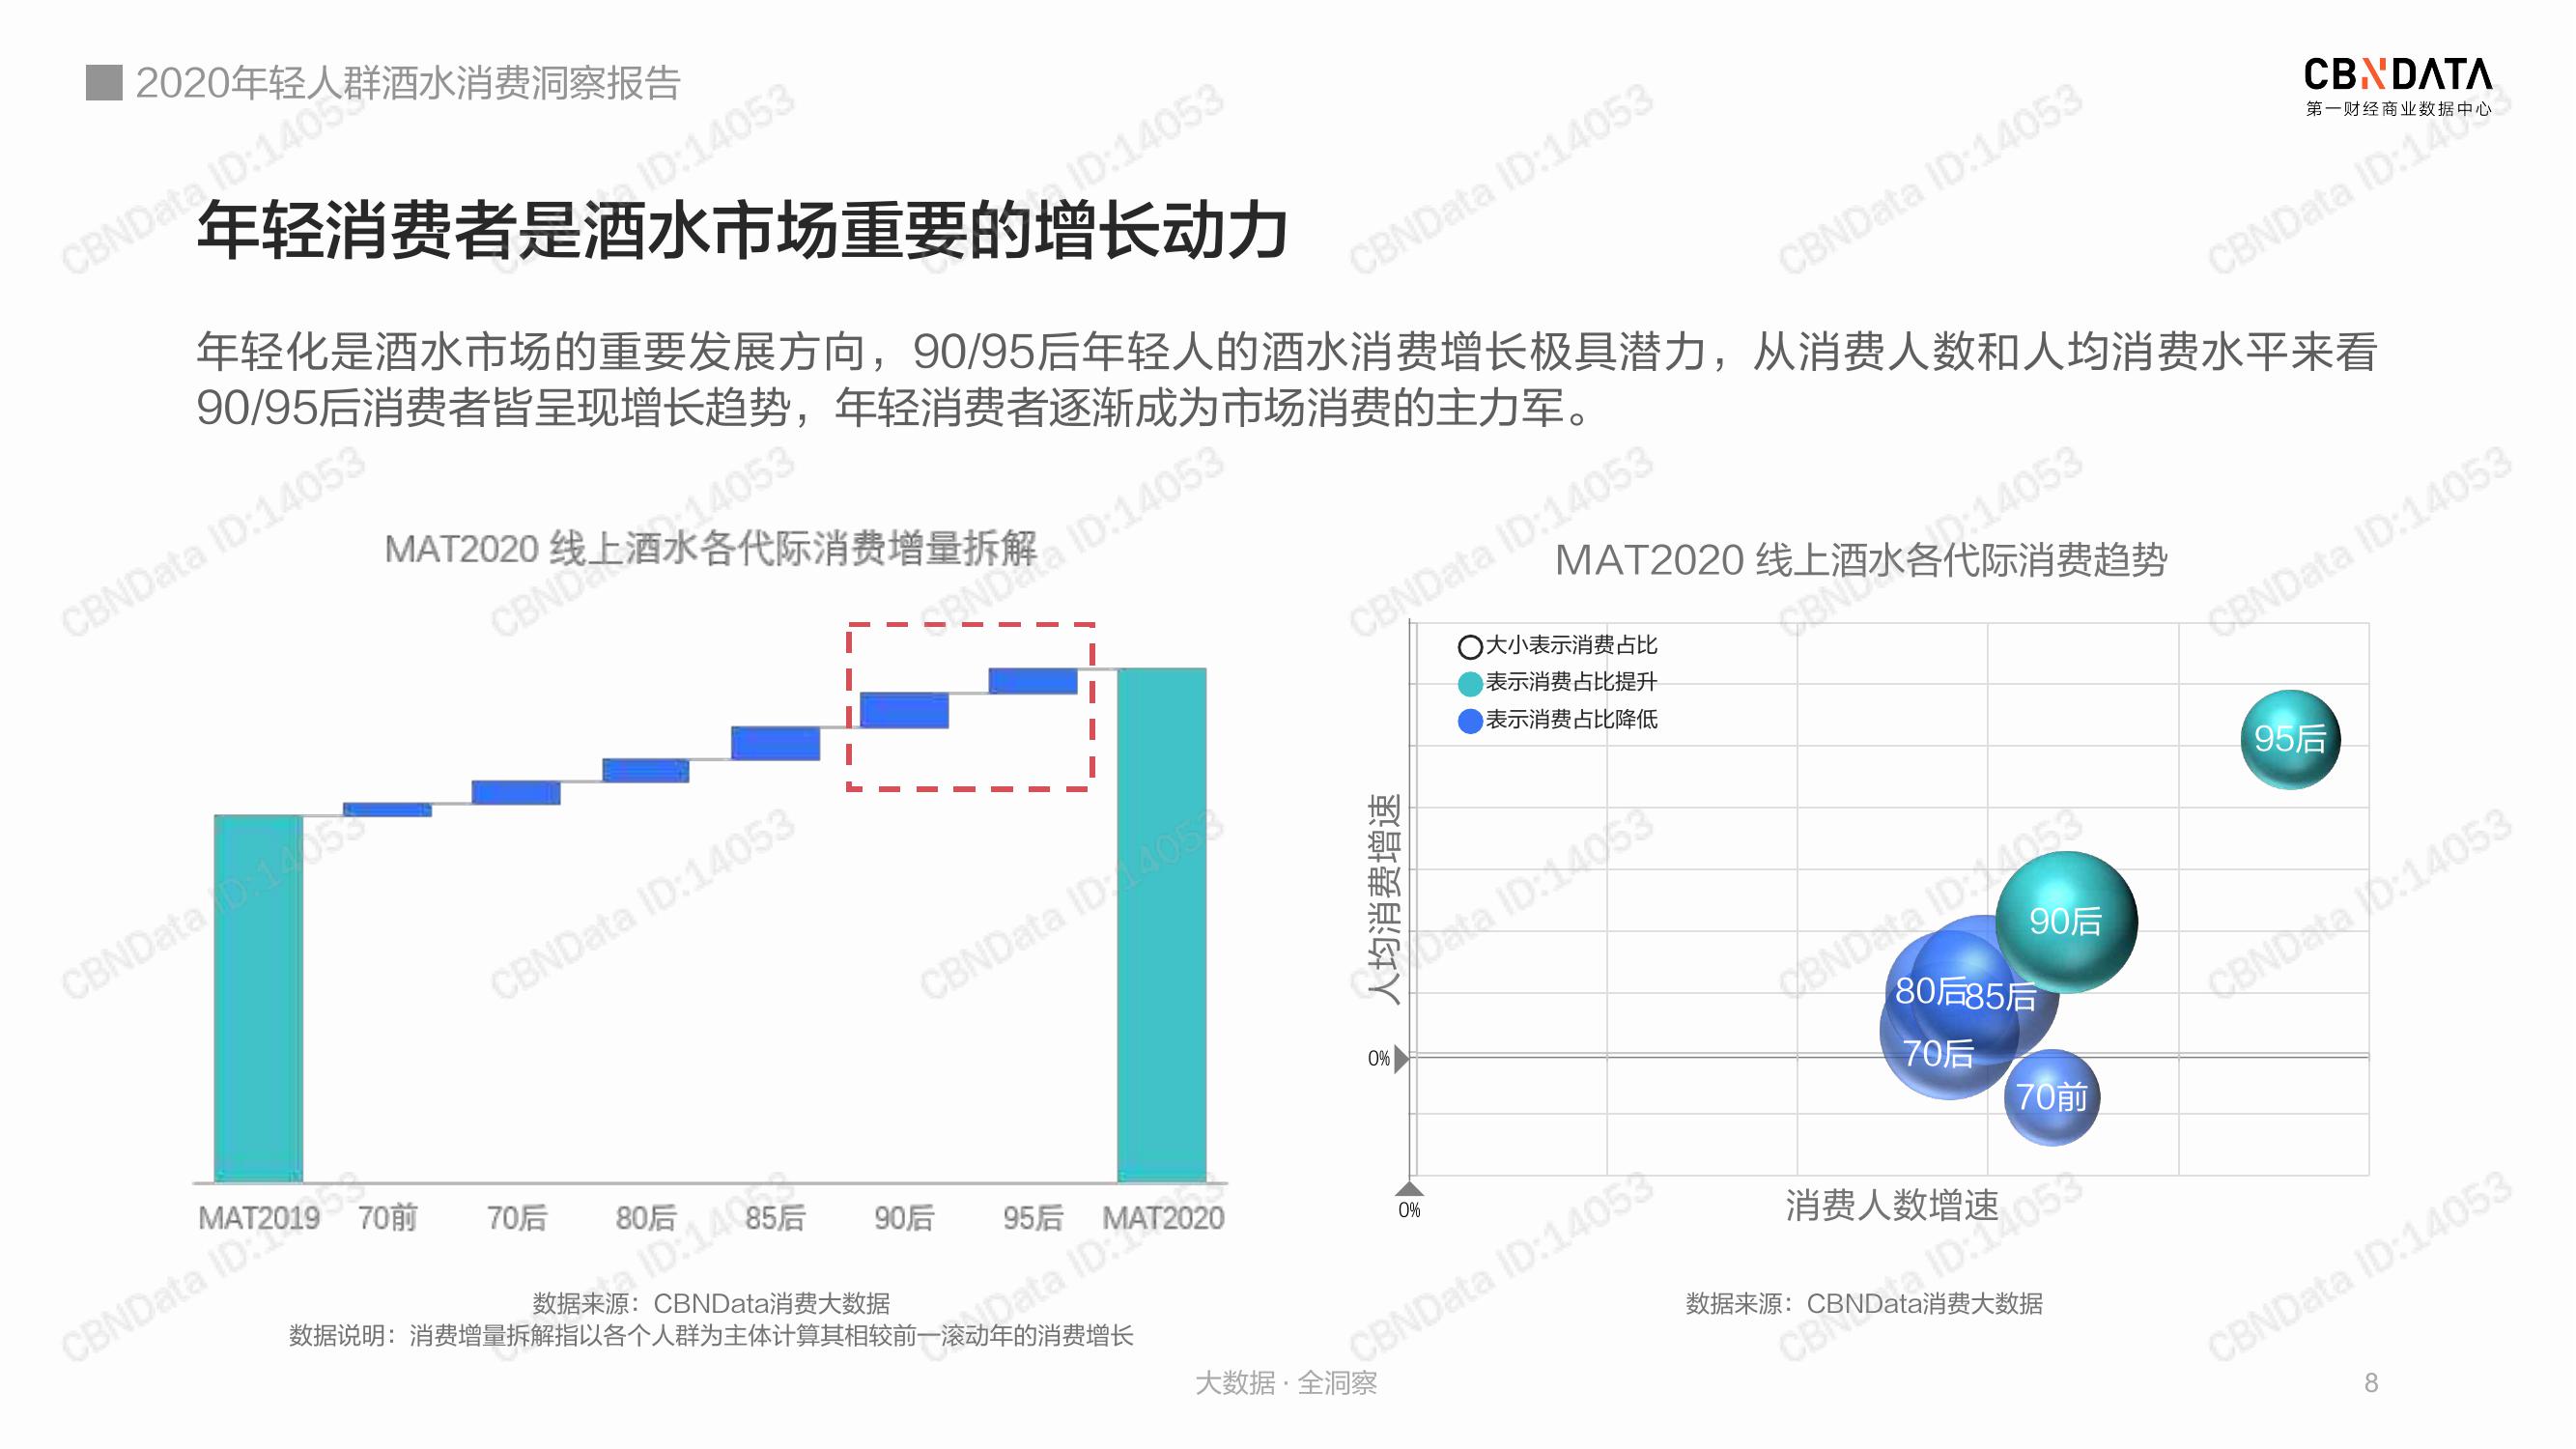 2020年轻人群酒水消费洞察报告
CBNDATA
第一财经商业数据中心
年轻消费者是酒水市场重要的增长动力
年轻化是酒水市场的重要发展方向，90/95后年轻人的酒水消费增长极具潜力，从消费人数和人均消费水平来看
90/95后消费者皆呈现增长趋势，年轻消费者逐渐成为市场消费的主力军。
MAT2020 线上酒水各代际消费增量拆解
MAT2019 70前 70后 80后 85后 90后 95后 MAT2020
数据来源：CBNData消费大数据
数据说明：消费增量拆解指以各个人群为主体计算其相较前一滚动年的消费增长
MAT2020 线上酒水各代际消费趋势
大小表示消费占比
表示消费占比提升
表示消费占比降低
人均消费增速
95后
90后
80后
85后
70后
70前
0%
0%
消费人数增速
数据来源：CBNData消费大数据
大数据·全洞察
8
CBNData ID:14053